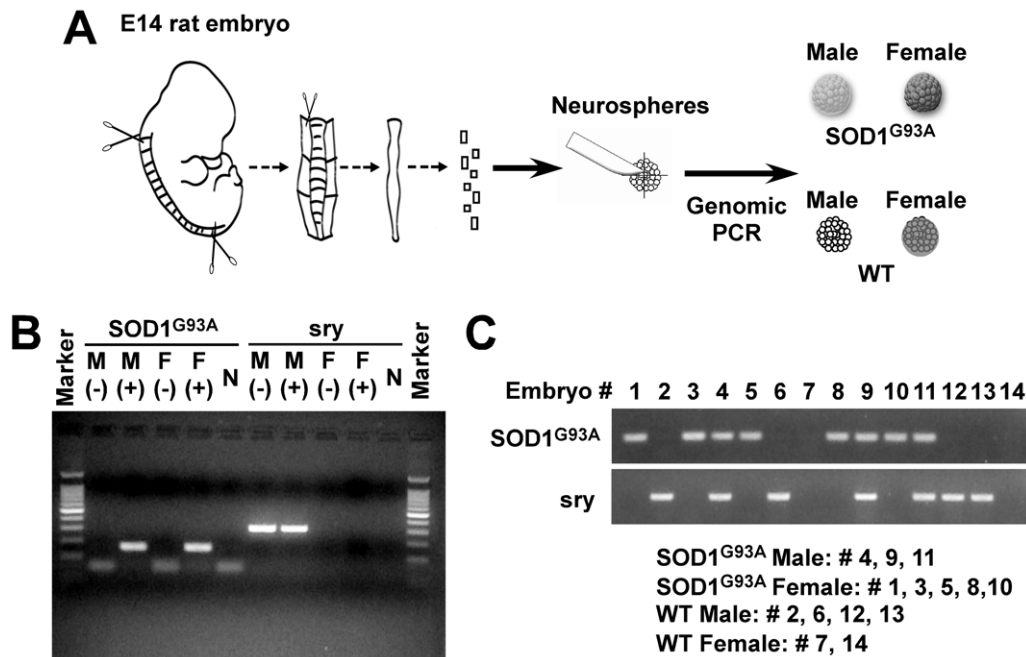 A
E14 rat embryo
Neurospheres
Genomic
PCR
Male Female
SOD1G93A
Male Female
WT
B
Marker
SOD1G93A
sry
M M F F N M M F F N
(-) (+) (-) (+) (-) (+) (-) (+)
Marker
C
Embryo # 1 2 3 4 5 6 7 8 9 10 11 12 13 14
SOD1G93A
sry
SOD1G93A Male: # 4, 9, 11
SOD1G93A Female: # 1, 3, 5, 8,10
WT Male: # 2, 6, 12, 13
WT Female: # 7, 14